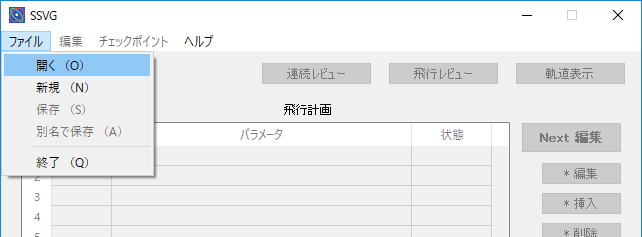 SSVG
ファイル 編集 チェックポイント ヘルプ
開く (O)
新規 (N)
保存 (S)
別名で保存 (A)
終了 (Q)
連続レビュー 飛行レビュー 軌道表示
飛行計画
パラメータ 状態
Next 編集
2
3
4
5
* 編集
* 挿入
* 削除